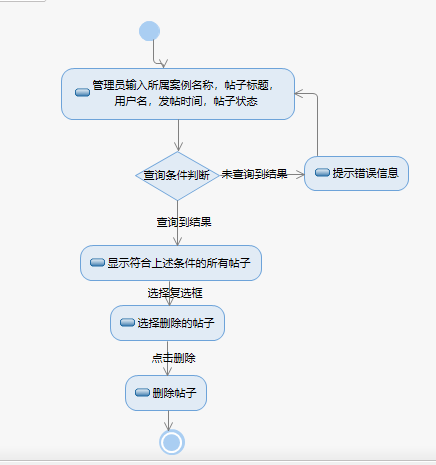 管理员输入所属案例名称，帖子标题，
用户名，发帖时间，帖子状态
查询条件判断
未查询到结果
提示错误信息
查询到结果
显示符合上述条件的所有帖子
选择复选框
选择删除的帖子
点击删除
删除帖子